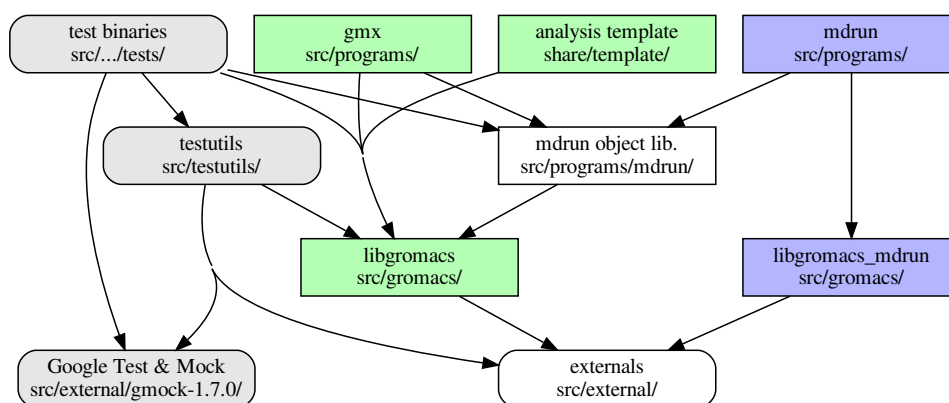 test binaries
src/.../tests/
gmx
src/programs/
analysis template
share/template/
mdrun
src/programs/
testutils
src/testutils/
mdrun object lib.
src/programs/mdrun/
libgromacs
src/gromacs/
libgromacs_mdrun
src/gromacs/
Google Test & Mock
src/external/gmock-1.7.0/
externals
src/external/